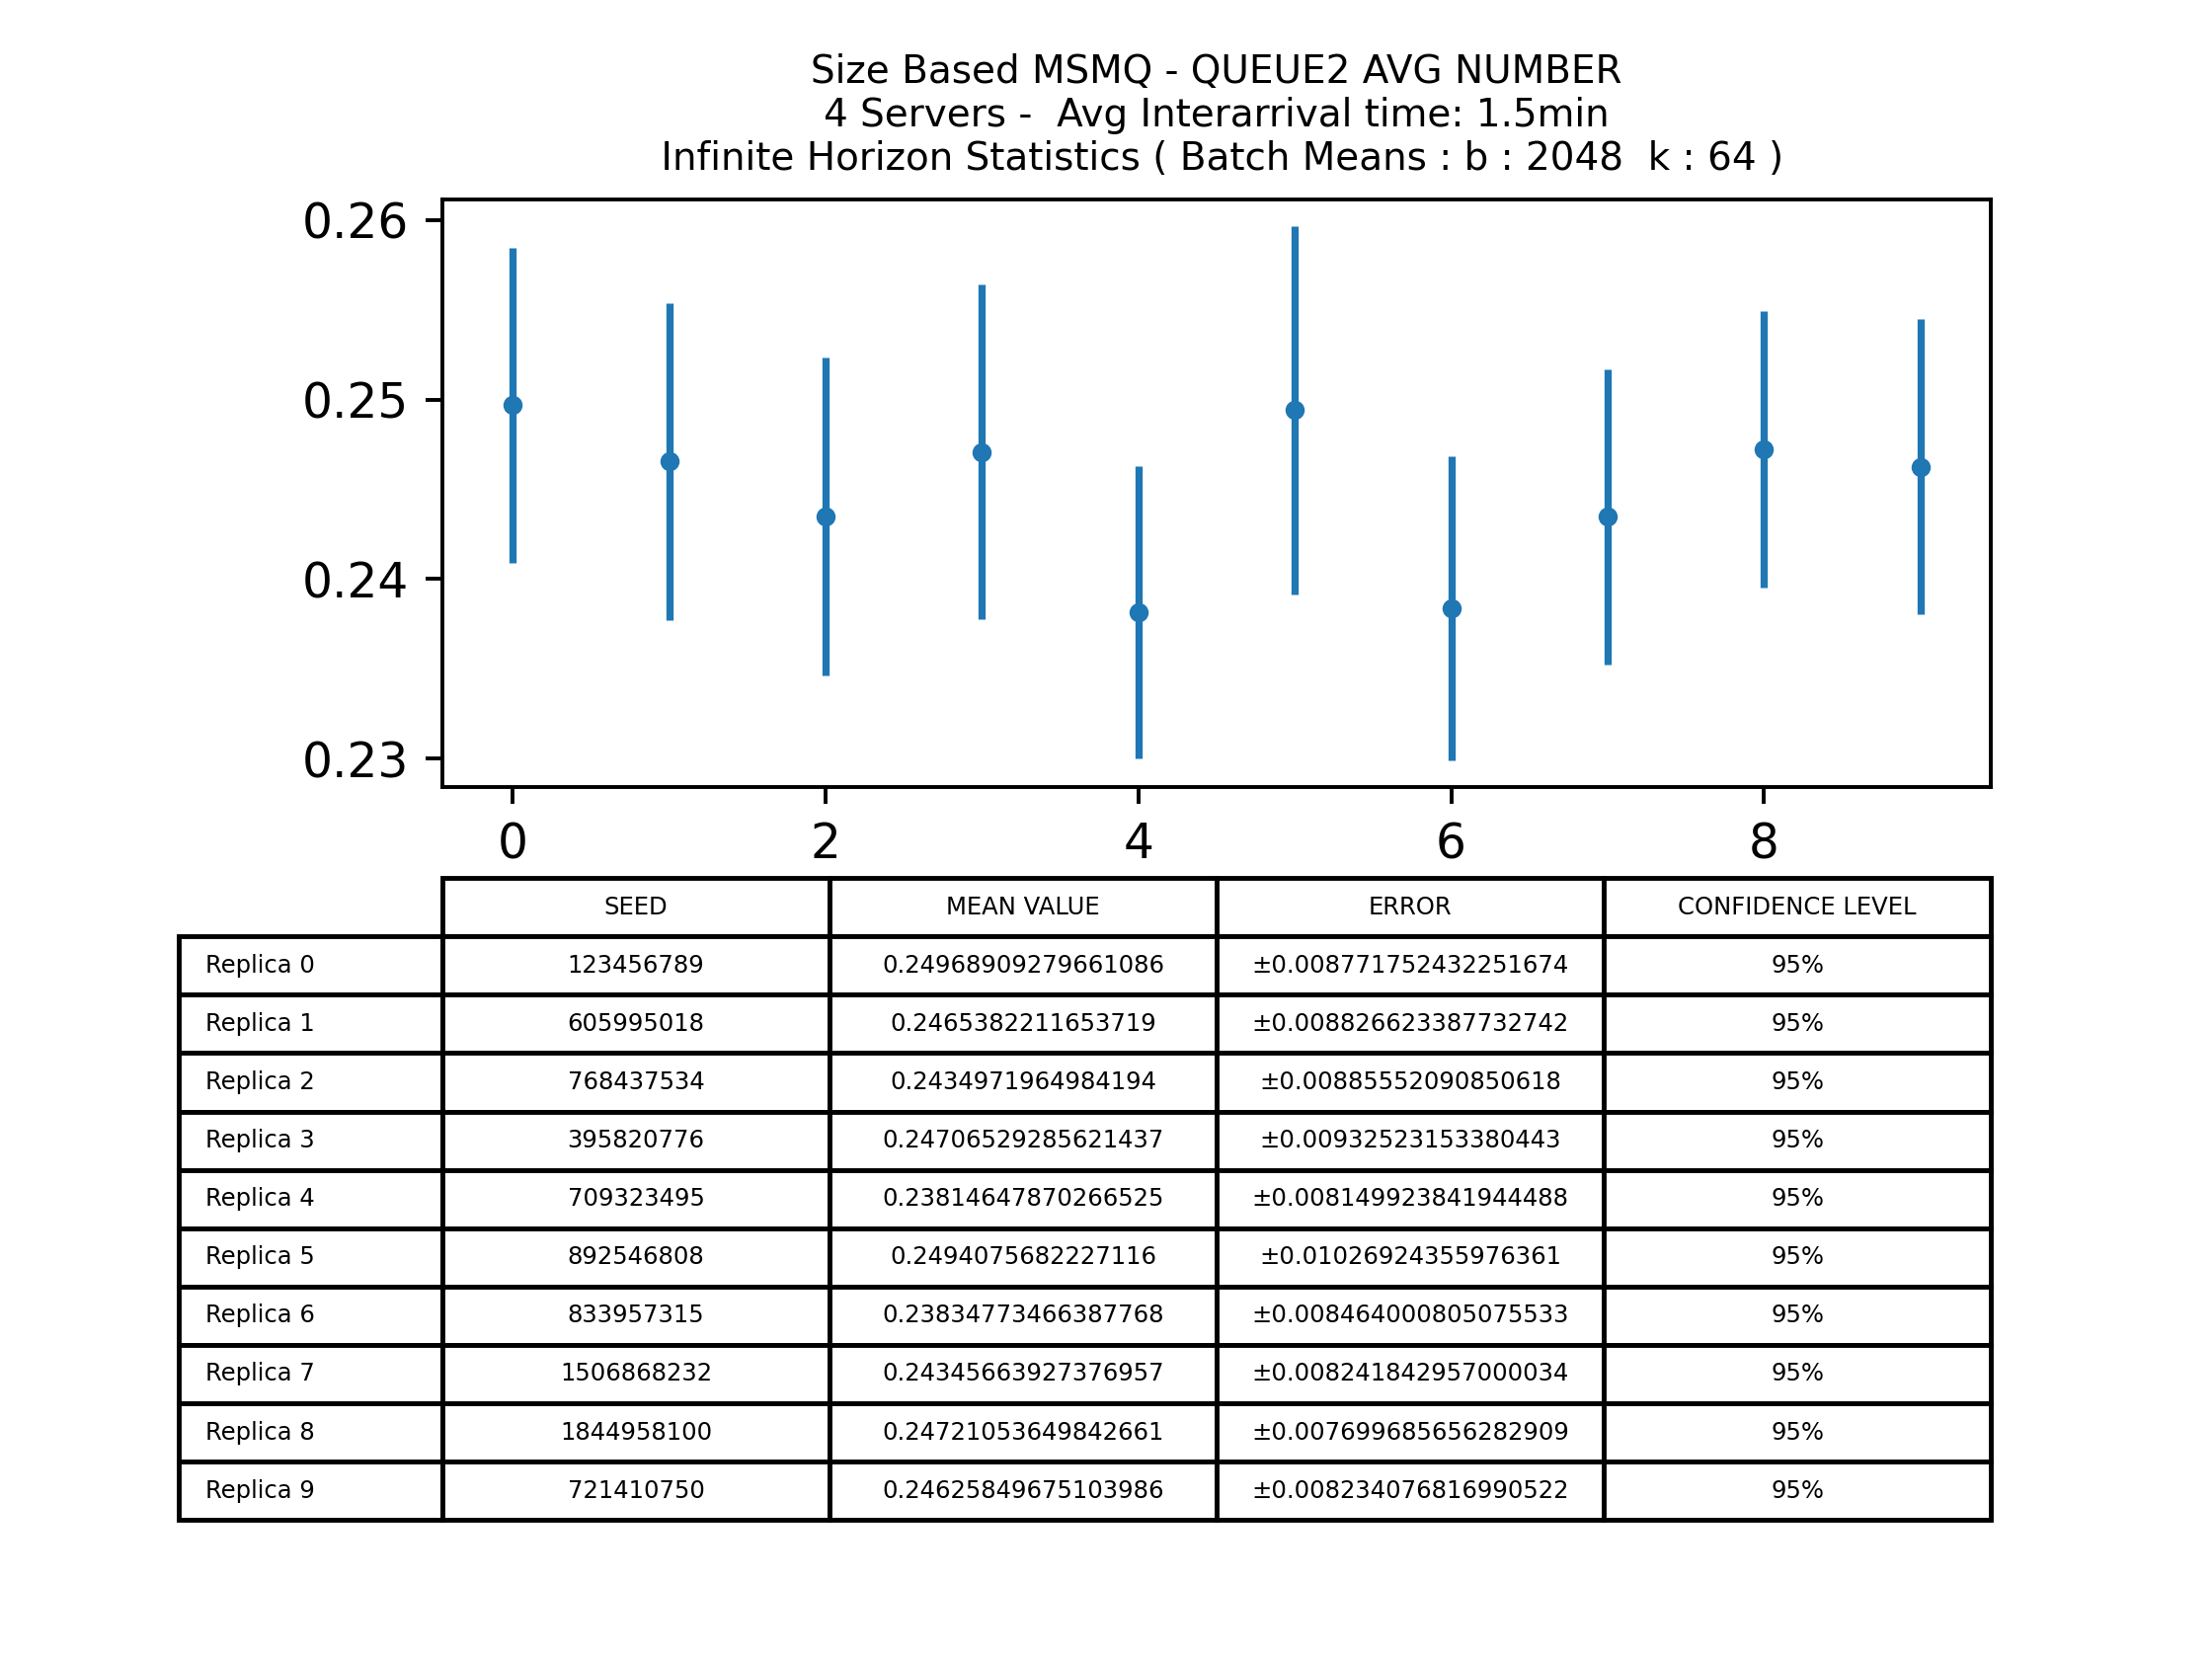 Size Based MSMQ - QUEUE2 AVG NUMBER
4 Servers -  Avg Interarrival time: 1.5min
Infinite Horizon Statistics ( Batch Means : b : 2048  k : 64 )
0.26
0.25
0.24
0.23
0 2 4 6 8
SEED MEAN VALUE ERROR CONFIDENCE LEVEL
Replica 0 123456789 0.24968909279661086 ±0.008771752432251674 95%
Replica 1 605995018 0.2465382211653719 ±0.008826623387732742 95%
Replica 2 768437534 0.2434971964984194 ±0.00885552090850618 95%
Replica 3 395820776 0.24706529285621437 ±0.00932523153380443 95%
Replica 4 709323495 0.23814647870266525 ±0.008149923841944488 95%
Replica 5 892546808 0.2494075682227116 ±0.01026924355976361 95%
Replica 6 833957315 0.23834773466387768 ±0.008464000805075533 95%
Replica 7 1506868232 0.24345663927376957 ±0.008241842957000034 95%
Replica 8 1844958100 0.24721053649842661 ±0.007699685656282909 95%
Replica 9 721410750 0.24625849675103986 ±0.008234076816990522 95%